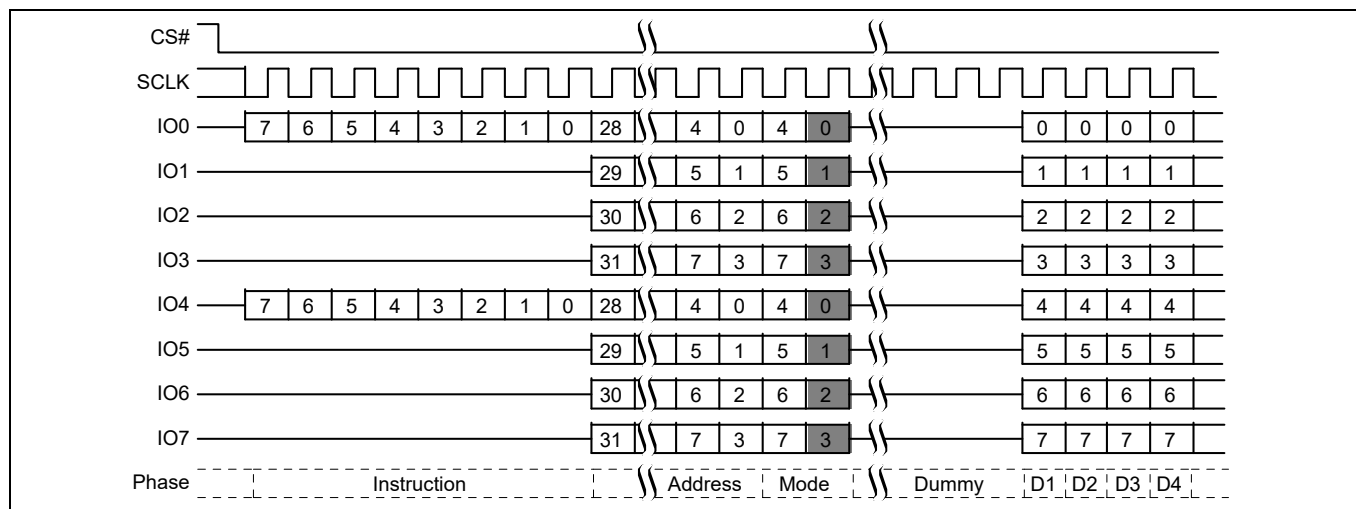 CS#
SCLK
IO0 7 6 5 4 3 2 1 0 28 4 0 4 0 0 0 0 0
IO1 29 5 1 5 1 1 1 1 1
IO2 30 6 2 6 2 2 2 2 2
IO3 31 7 3 7 3 3 3 3 3
IO4 7 6 5 4 3 2 1 0 28 4 0 4 0 4 4 4 4
IO5 29 5 1 5 1 5 5 5 5
IO6 30 6 2 6 2 6 6 6 6
IO7 31 7 3 7 3 7 7 7 7
Phase Instruction Address Mode Dummy D1 D2 D3 D4